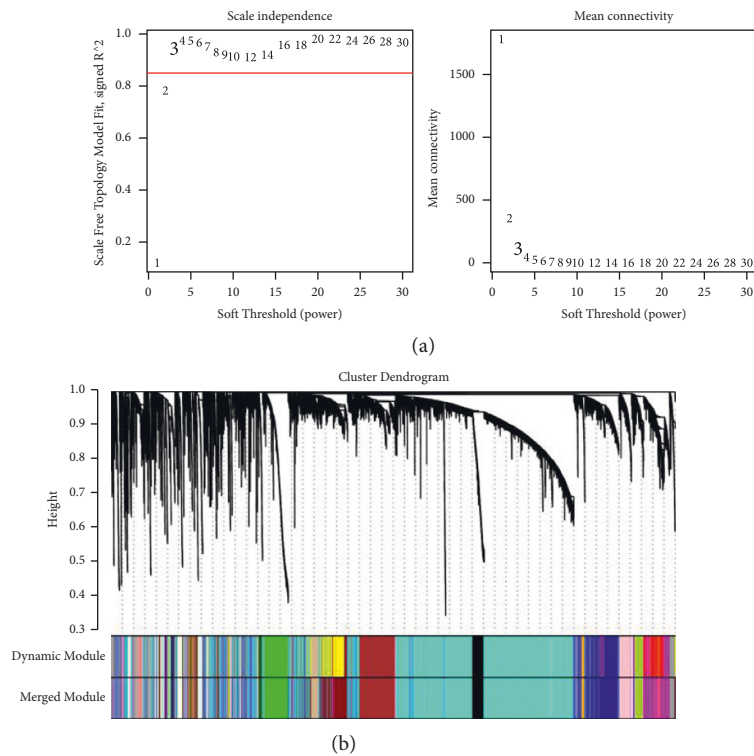 Scale independence
Scale Free Topology Model Fit, signed R^2
1.0
0.8
0.6
0.4
0.2
1
2
3
4 5 6 7 8 9 10 12 14 16 18 20 22 24 26 28 30
0 5 10 15 20 25 30
Soft Threshold (power)
Mean connectivity
Mean connectivity
1500
1000
500
0
1
2
3
4 5 6 7 8 9 10 12 14 16 18 20 22 24 26 28 30
0 5 10 15 20 25 30
Soft Threshold (power)
(a)
Cluster Dendrogram
Height
1.0
0.9
0.8
0.7
0.6
0.5
0.4
0.3
Dynamic Module
Merged Module
(b)